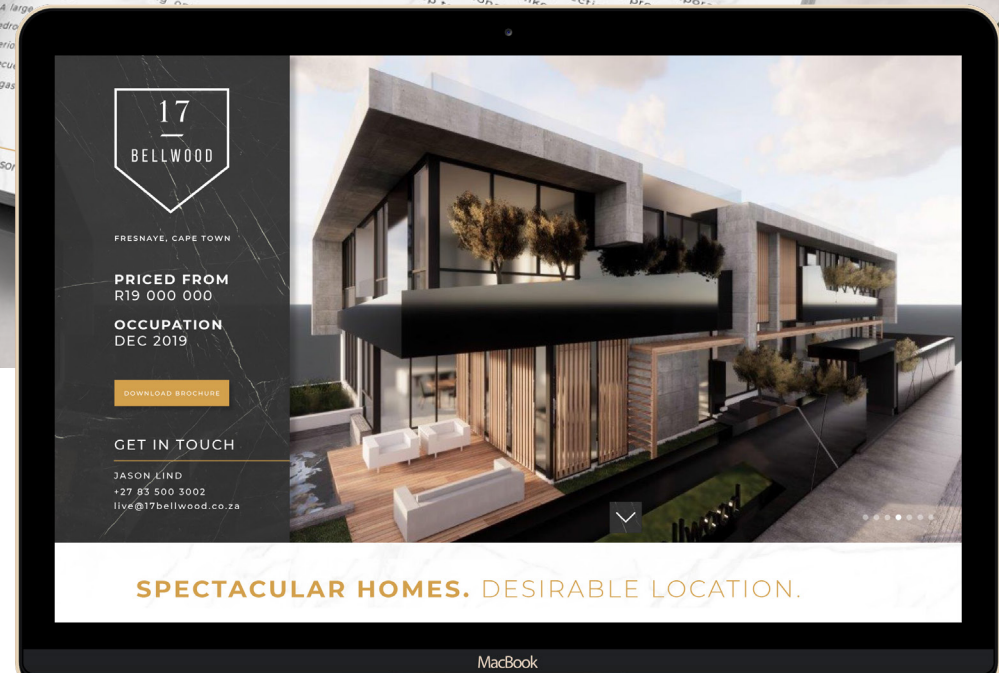 17
BELLWOOD
FRESNAYE, CAPE TOWN
PRICED FROM
R19 000 000
OCCUPATION
DEC 2019
DOWNLOAD BROCHURE
GET IN TOUCH
JASON LIND
+27 83 500 3002
live@17bellwood.co.za
SPECTACULAR HOMES. DESIRABLE LOCATION.
MacBook
A large